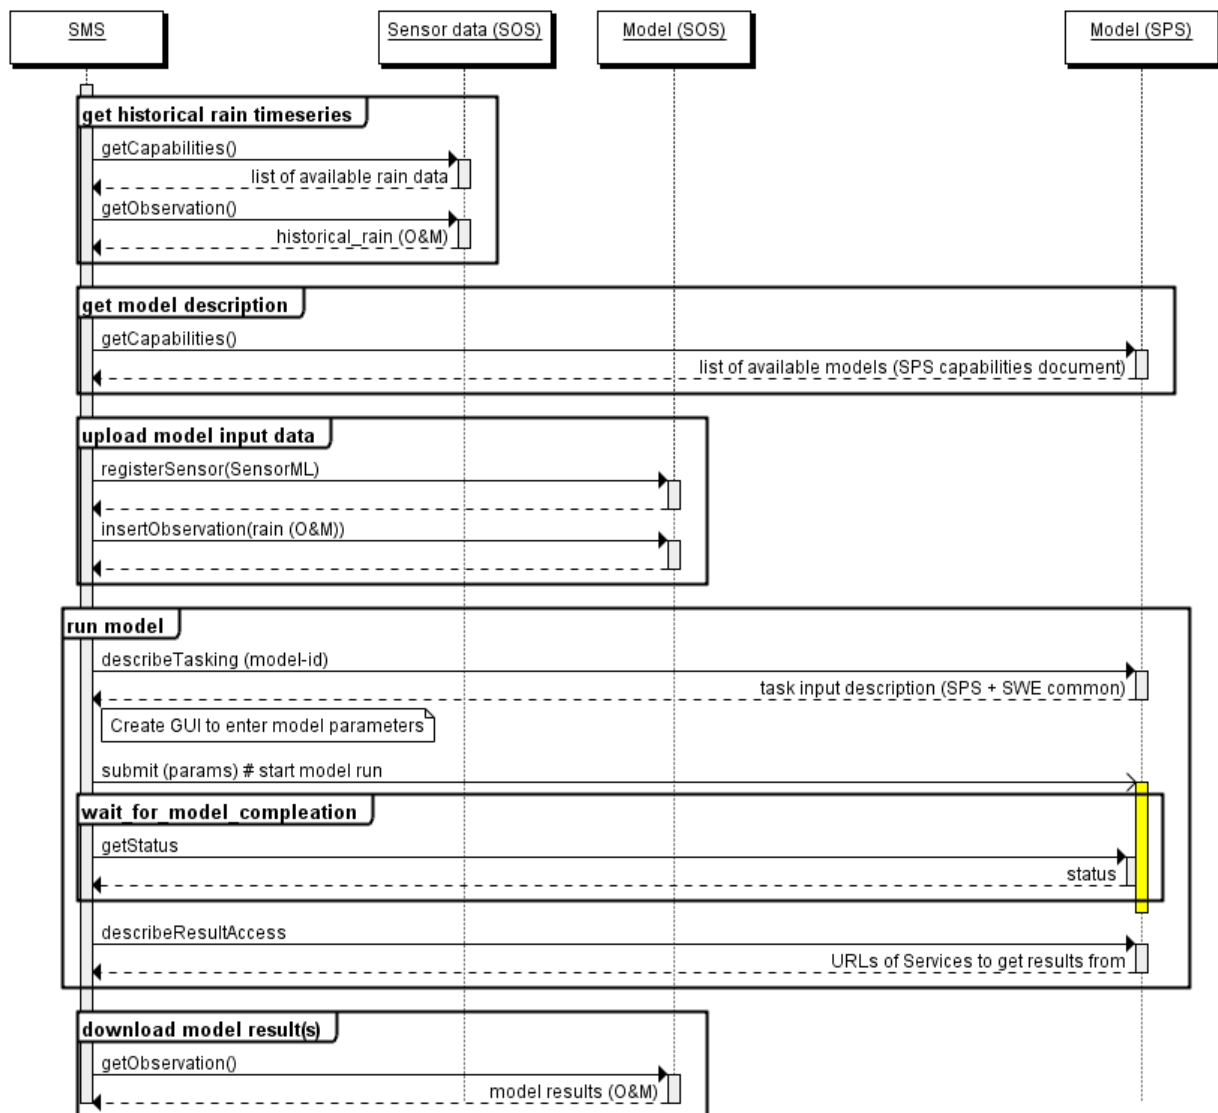 SMS
Sensor data (SOS)
Model (SOS)
Model (SPS)
get historical rain timeseries
getCapabilities()
list of available rain data
getObservation()
historical_rain (O&M)
get model description
getCapabilities()
list of available models (SPS capabilities document)
upload model input data
registerSensor(SensorML)
insertObservation(rain (O&M))
run model
describeTasking (model-id)
task input description (SPS + SWE common)
Create GUI to enter model parameters
submit (params) # start model run
wait_for_model_compleation
getStatus
status
describeResultAccess
URLs of Services to get results from
download model result(s)
getObservation()
model results (O&M)